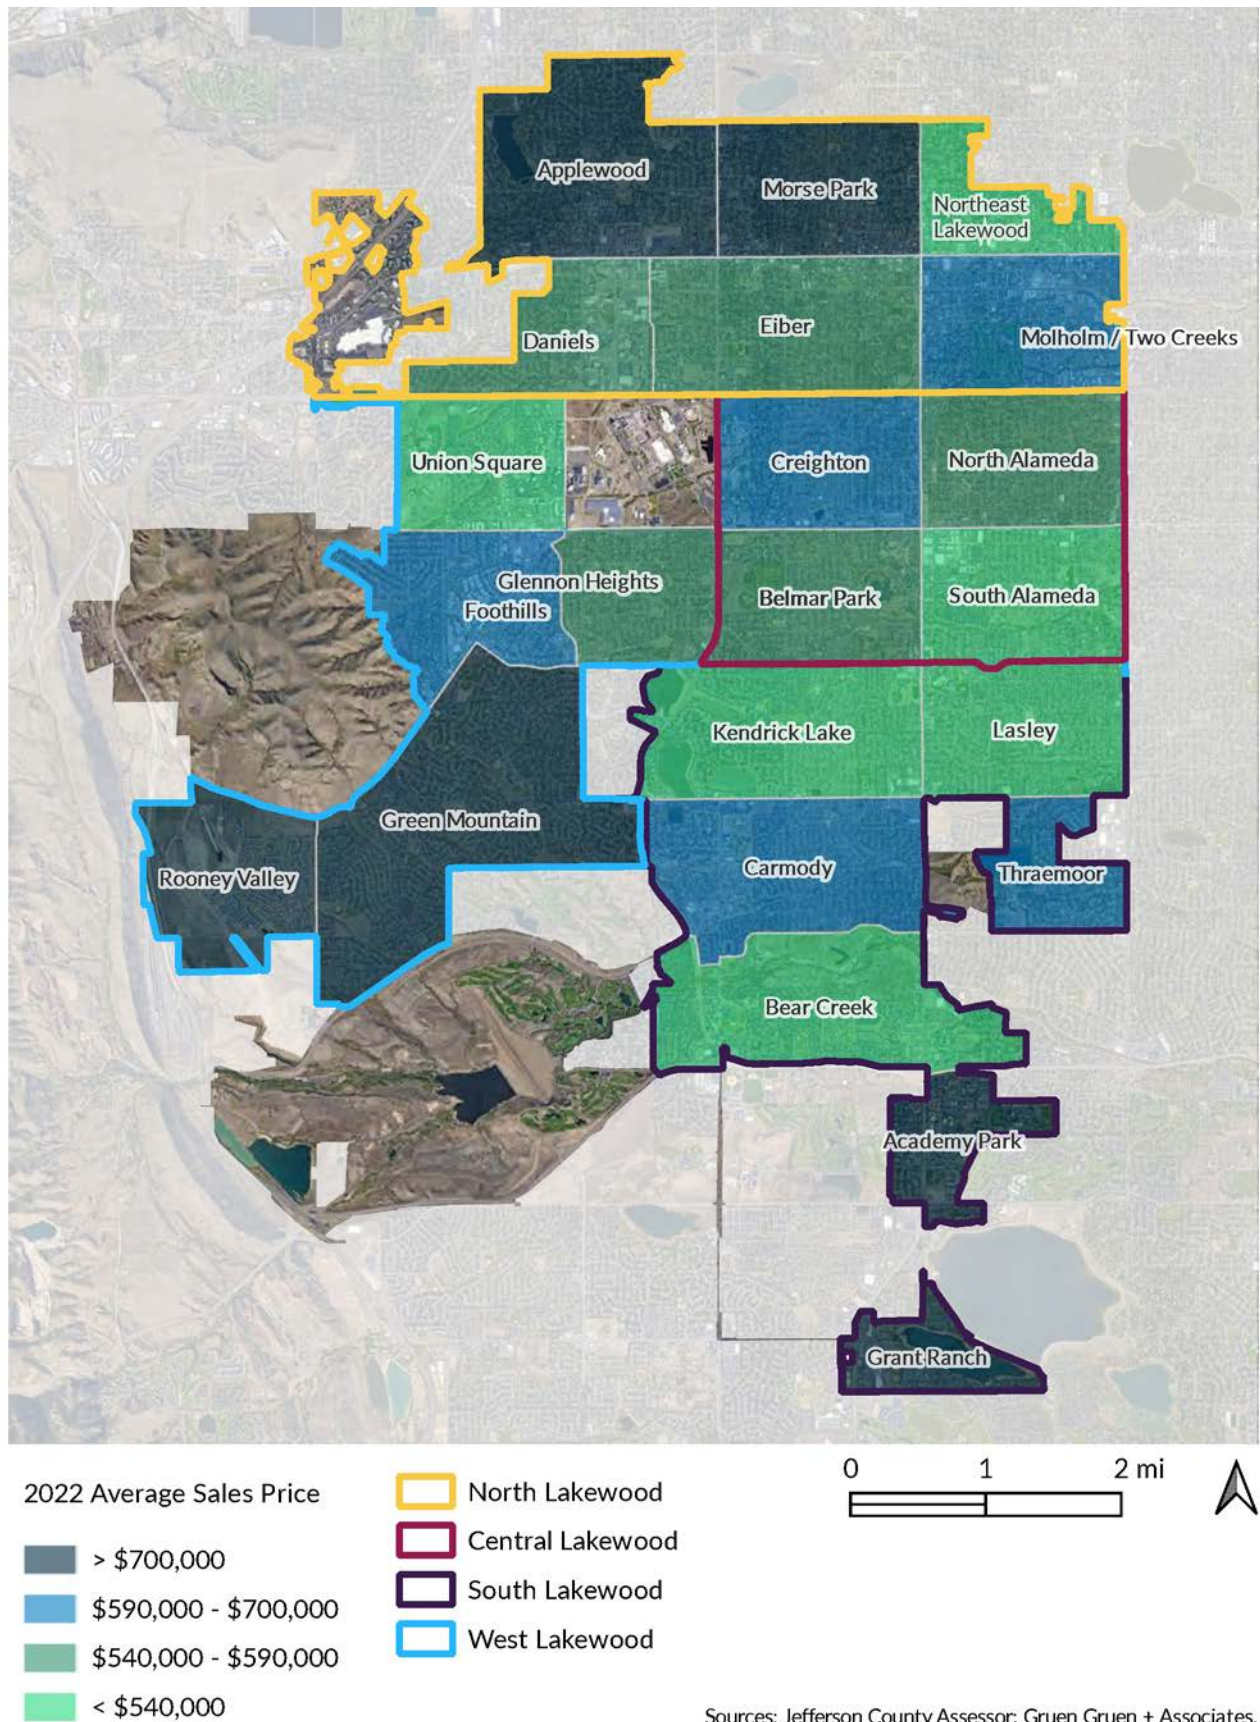 Applewood
Morse Park
Northeast
Lakewood
Daniels
Eiber
Molholm / Two Creeks
Union Square
Creighton
North Alameda
Glennon Heights
Foothills
Belmar Park
South Alameda
Kendrick Lake
Lasley
Green Mountain
Rooney Valley
Carmody
Thraemoor
Bear Creek
Academy Park
Grant Ranch
2022 Average Sales Price
> $700,000
$590,000 - $700,000
$540,000 - $590,000
< $540,000
North Lakewood
Central Lakewood
South Lakewood
West Lakewood
0 1 2 mi
Sources: Jefferson County Assessor; Gruen Gruen + Associates.